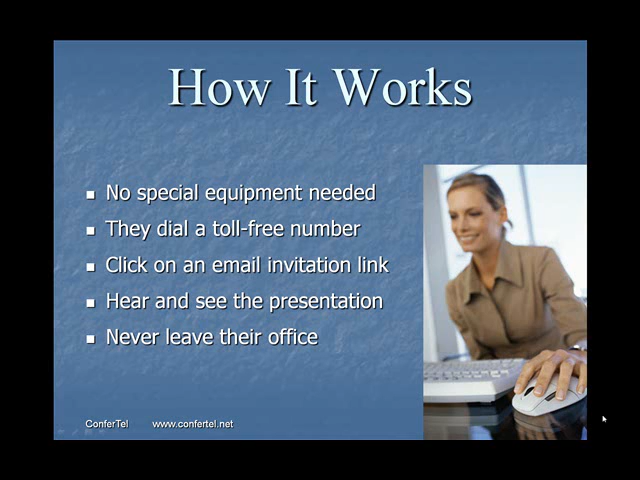 How It Works
No special equipment needed
They dial a toll-free number
Click on an email invitation link
Hear and see the presentation
Never leave their office
ConferTel www.confertel.net